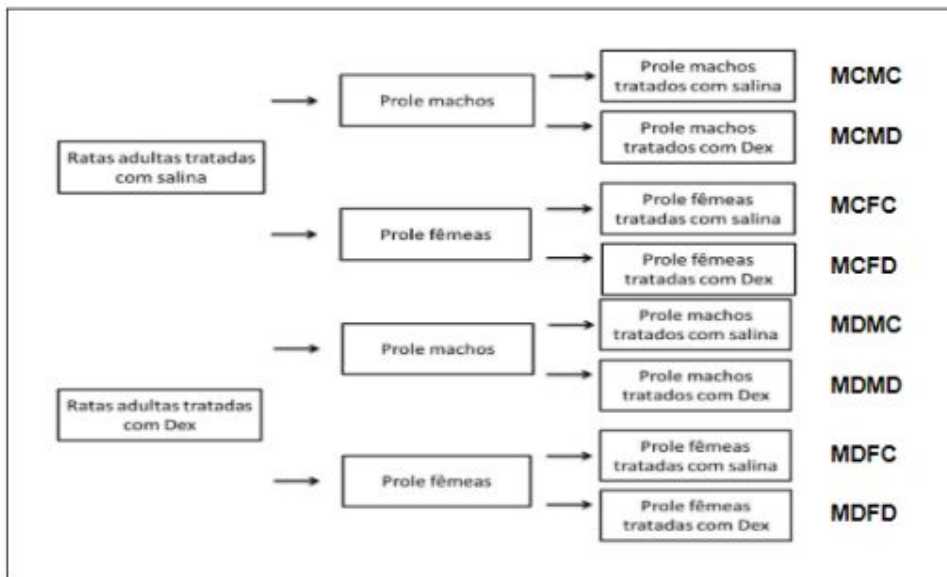 Ratas adultas tratadas
com salina
Prole machos
Prole machos
tratados com salina
MCMC
Prole machos
tratados com Dex
MCMD
Prole fêmeas
Prole fêmeas
tratadas com salina
MCFC
Prole fêmeas
tratadas com Dex
MCFD
Ratas adultas tratadas
com Dex
Prole machos
Prole machos
tratados com salina
MDMC
Prole machos
tratados com Dex
MDMD
Prole fêmeas
Prole fêmeas
tratadas com salina
MDFC
Prole fêmeas
tratadas com Dex
MDFD